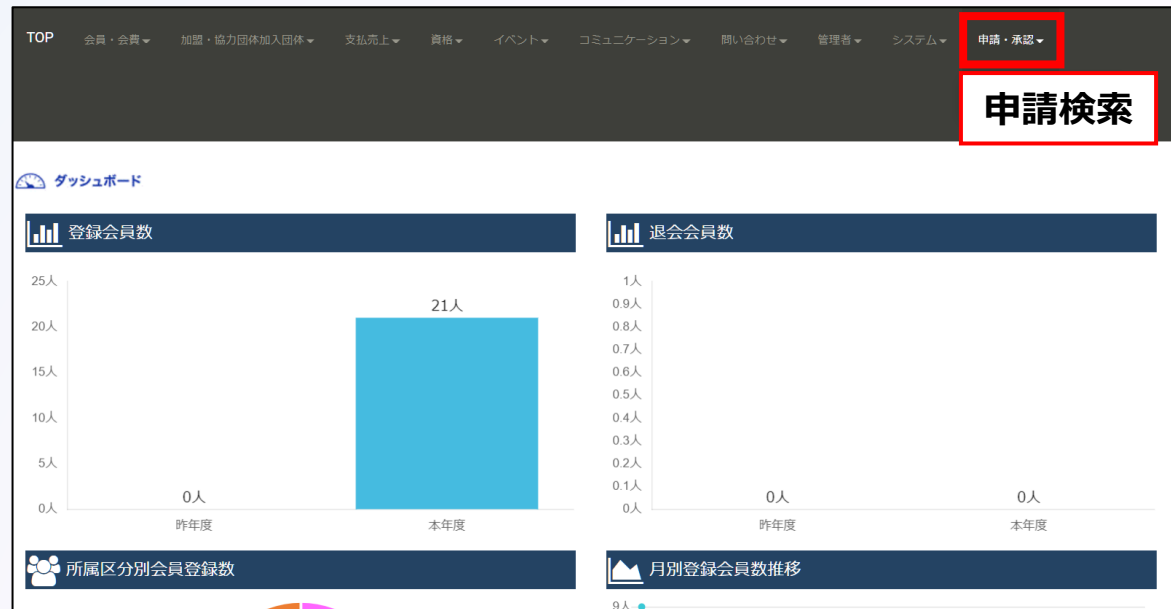 TOP 会員・会費 加盟・協力団体加入団体 支払売上 資格 イベント コミュニケーション 問い合わせ 管理者 システム 申請・承認
申請検索
ダッシュボード
登録会員数
25人
20人
15人
10人
5人
0人
0人
21人
昨年度 本年度
退会会員数
1人
0.9人
0.8人
0.7人
0.6人
0.5人
0.4人
0.3人
0.2人
0.1人
0人
0人
0人
昨年度 本年度
所属区分別会員登録数
月別登録会員数推移
9人